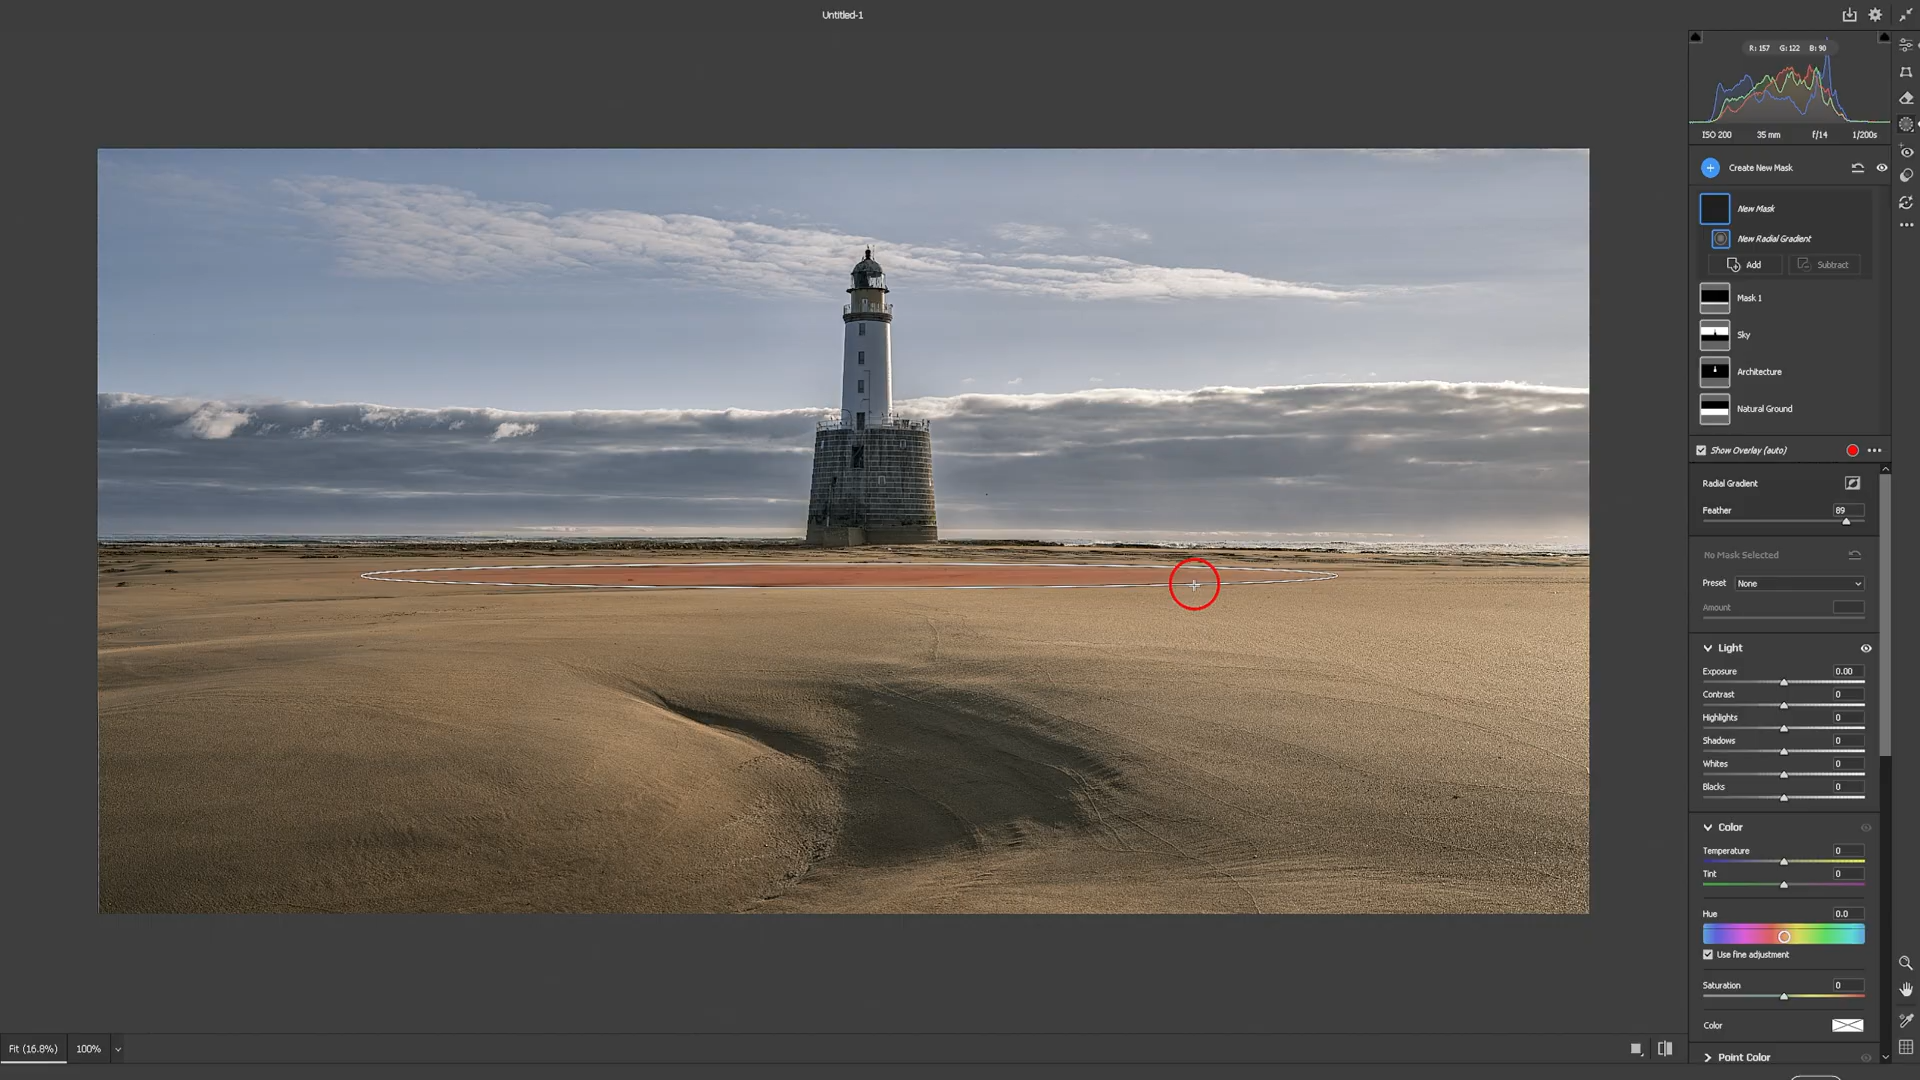 Untitled-1
R: 157 G: 122 B: 90
ISO 200 35 mm f/14 1/200s
Create New Mask
New Mask
New Radial Gradient
Add Subtract
Mask 1
Sky
Architecture
Natural Ground
Show Overlay (auto)
Radial Gradient
Feather 89
No Mask Selected
Preset None
Amount
Light
Exposure 0.00
Contrast 0
Highlights 0
Shadows 0
Whites 0
Blacks 0
Color
Temperature 0
Tint 0
Hue 0.0
Use fine adjustment
Saturation 0
Color
Point Color
Fit (16.8%) 100%